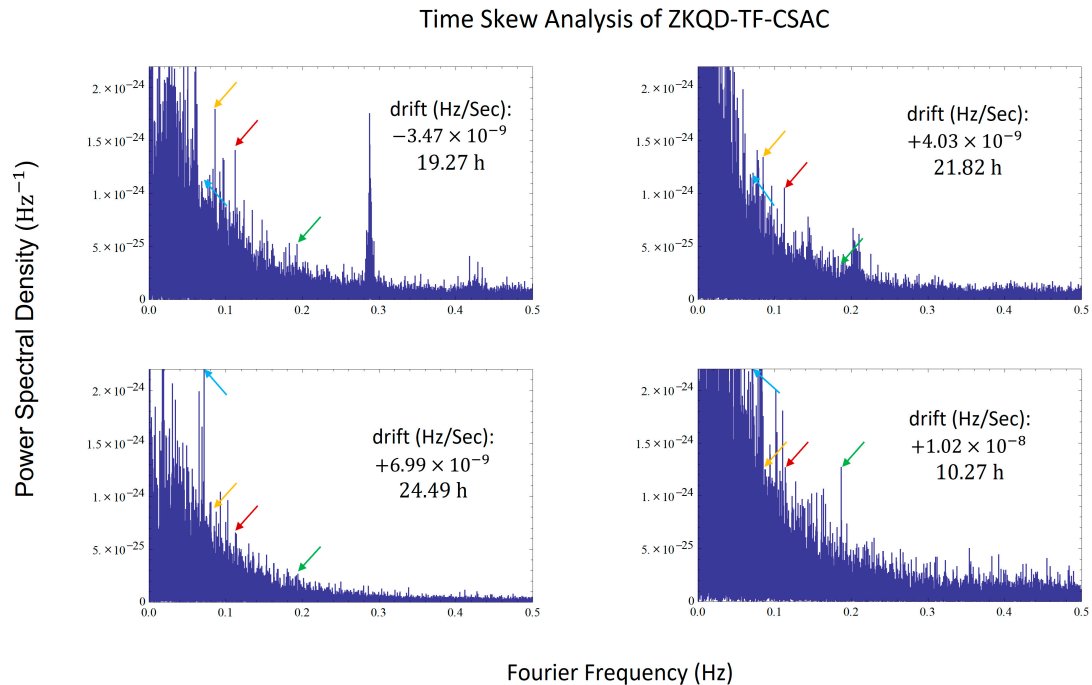 Time Skew Analysis of ZKQD-TF-CSAC
Power Spectral Density (Hz⁻¹)
2. × 10⁻²⁴
1.5 × 10⁻²⁴
1. × 10⁻²⁴
5. × 10⁻²⁵
0
0.0 0.1 0.2 0.3 0.4 0.5
drift (Hz/Sec):
−3.47 × 10⁻⁹
19.27 h
2. × 10⁻²⁴
1.5 × 10⁻²⁴
1. × 10⁻²⁴
5. × 10⁻²⁵
0
0.0 0.1 0.2 0.3 0.4 0.5
drift (Hz/Sec):
+4.03 × 10⁻⁹
21.82 h
2. × 10⁻²⁴
1.5 × 10⁻²⁴
1. × 10⁻²⁴
5. × 10⁻²⁵
0
0.0 0.1 0.2 0.3 0.4 0.5
drift (Hz/Sec):
+6.99 × 10⁻⁹
24.49 h
2. × 10⁻²⁴
1.5 × 10⁻²⁴
1. × 10⁻²⁴
5. × 10⁻²⁵
0
0.0 0.1 0.2 0.3 0.4 0.5
drift (Hz/Sec):
+1.02 × 10⁻⁸
10.27 h
Fourier Frequency (Hz)